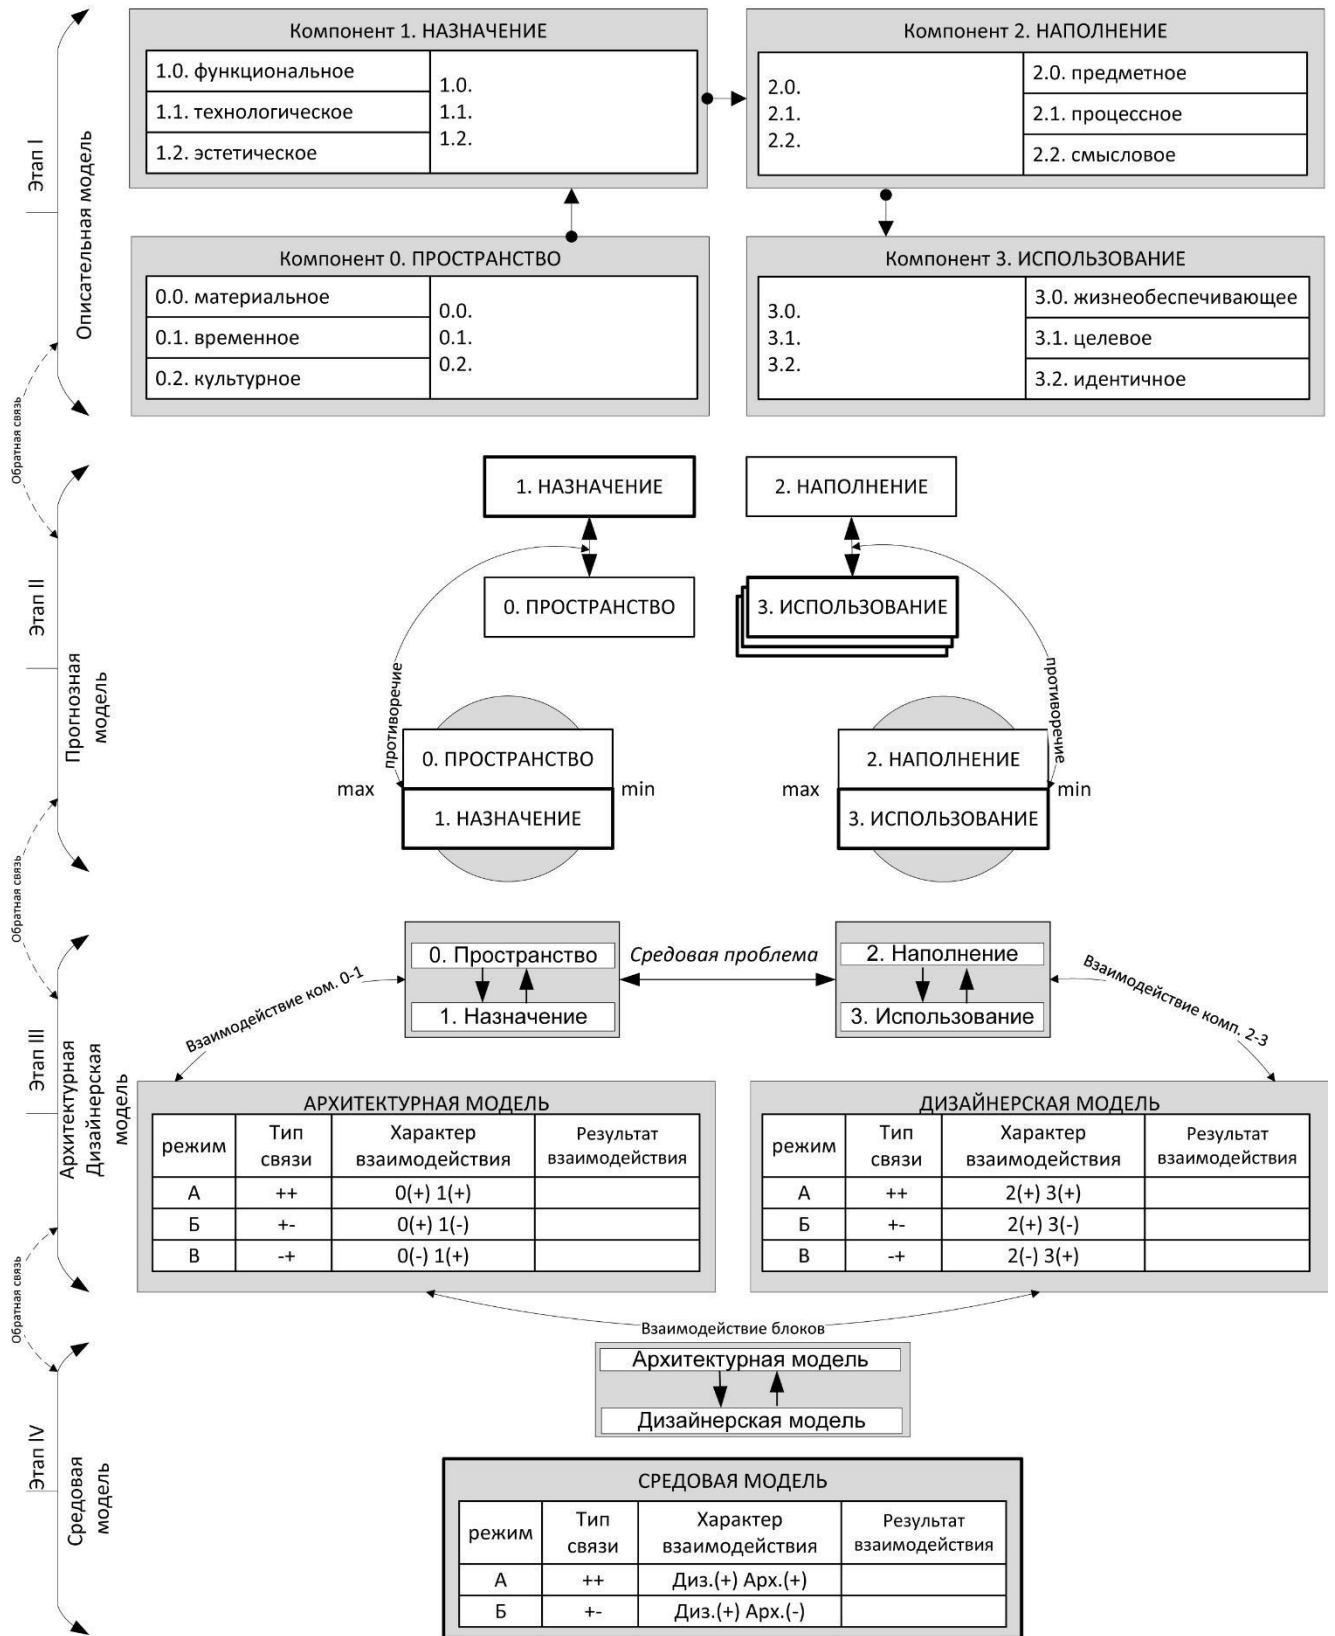 Этап I
Описательная модель
Компонент 1. НАЗНАЧЕНИЕ
1.0. функциональное
1.1. технологическое
1.2. эстетическое
1.0.
1.1.
1.2.
Компонент 2. НАПОЛНЕНИЕ
2.0.
2.1.
2.2.
2.0. предметное
2.1. процессное
2.2. смысловое
Компонент 0. ПРОСТРАНСТВО
0.0. материальное
0.1. временное
0.2. культурное
0.0.
0.1.
0.2.
Компонент 3. ИСПОЛЬЗОВАНИЕ
3.0.
3.1.
3.2.
3.0. жизнеобеспечивающее
3.1. целевое
3.2. идентичное
Обратная связь
Этап II
Прогнозная
модель
1. НАЗНАЧЕНИЕ
2. НАПОЛНЕНИЕ
0. ПРОСТРАНСТВО
3. ИСПОЛЬЗОВАНИЕ
противоречие
противоречие
0. ПРОСТРАНСТВО
max
min
1. НАЗНАЧЕНИЕ
2. НАПОЛНЕНИЕ
max
min
3. ИСПОЛЬЗОВАНИЕ
Обратная связь
Этап III
Архитектурная
Дизайнерская
модель
0. Пространство
1. Назначение
Средовая проблема
2. Наполнение
3. Использование
Взаимодействие ком. 0-1
Взаимодействие комп. 2-3
АРХИТЕКТУРНАЯ МОДЕЛЬ
режим
Тип
связи
Характер
взаимодействия
Результат
взаимодействия
А ++ 0(+) 1(+)
Б +- 0(+) 1(-)
В -+ 0(-) 1(+)
ДИЗАЙНЕРСКАЯ МОДЕЛЬ
режим
Тип
связи
Характер
взаимодействия
Результат
взаимодействия
А ++ 2(+) 3(+)
Б +- 2(+) 3(-)
В -+ 2(-) 3(+)
Обратная связь
Этап IV
Средовая
модель
Взаимодействие блоков
Архитектурная модель
Дизайнерская модель
СРЕДОВАЯ МОДЕЛЬ
режим
Тип
связи
Характер
взаимодействия
Результат
взаимодействия
А ++ Диз.(+) Арх.(+)
Б +- Диз.(+) Арх.(-)